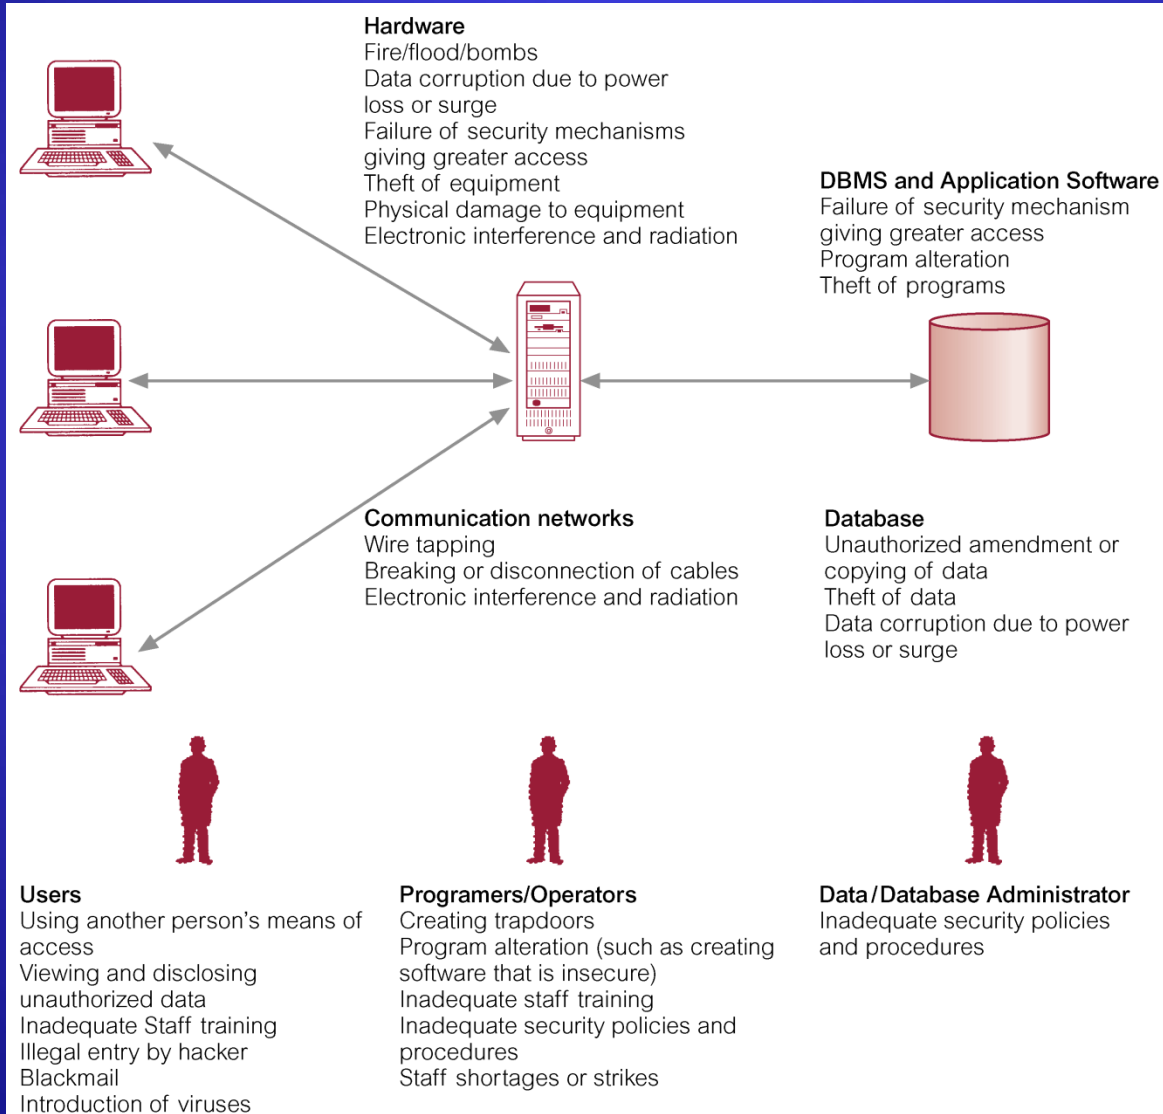 Hardware
Fire/flood/bombs
Data corruption due to power
loss or surge
Failure of security mechanisms
giving greater access
Theft of equipment
Physical damage to equipment
Electronic interference and radiation
DBMS and Application Software
Failure of security mechanism
giving greater access
Program alteration
Theft of programs
Communication networks
Wire tapping
Breaking or disconnection of cables
Electronic interference and radiation
Database
Unauthorized amendment or
copying of data
Theft of data
Data corruption due to power
loss or surge
Users
Using another person’s means of
access
Viewing and disclosing
unauthorized data
Inadequate Staff training
Illegal entry by hacker
Blackmail
Introduction of viruses
Programers/Operators
Creating trapdoors
Program alteration (such as creating
software that is insecure)
Inadequate staff training
Inadequate security policies and
procedures
Staff shortages or strikes
Data/Database Administrator
Inadequate security policies
and procedures